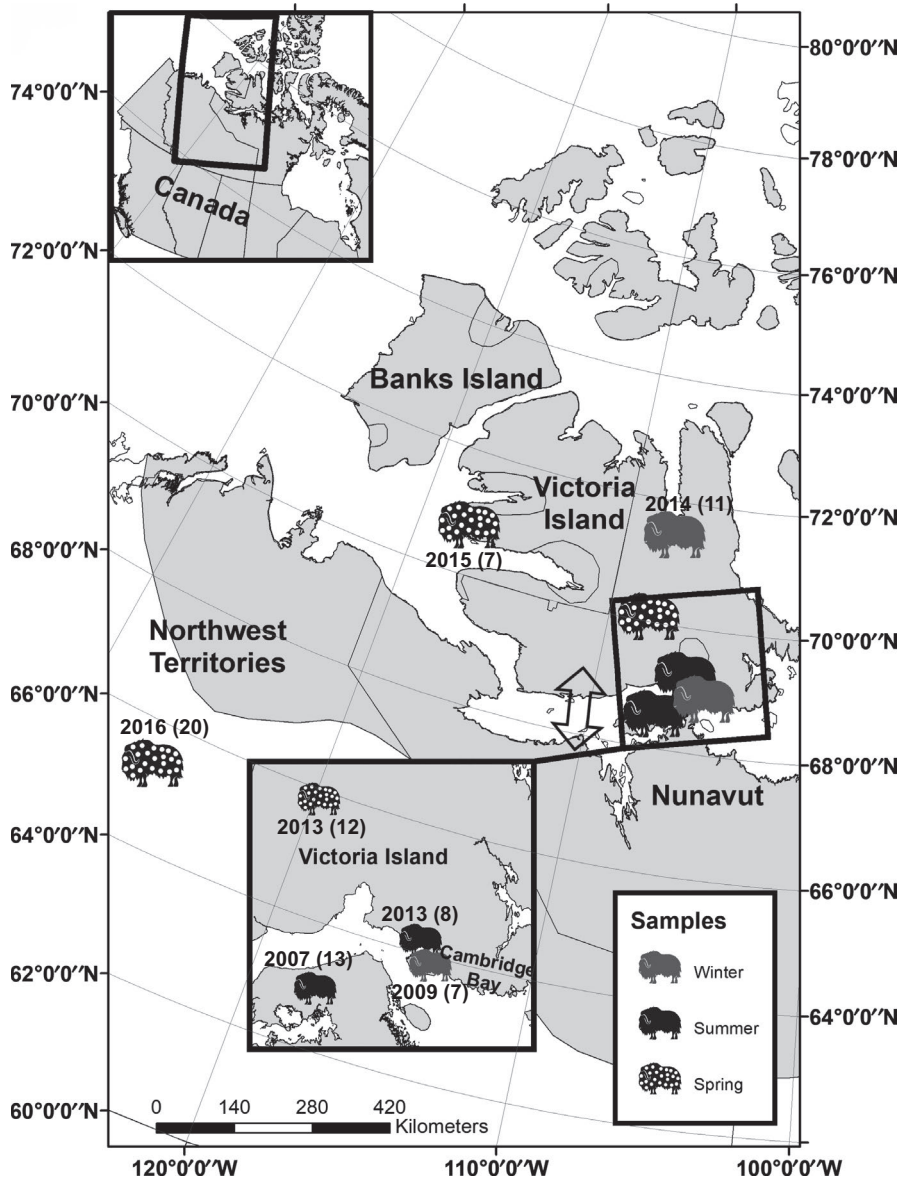 80°0'0"N
74°0'0"N
78°0'0"N
Canada
72°0'0"N
76°0'0"N
Banks Island
74°0'0"N
70°0'0"N
Victoria
Island
2014 (11)
72°0'0"N
68°0'0"N
2015 (7)
Northwest
Territories
70°0'0"N
66°0'0"N
2016 (20)
68°0'0"N
Nunavut
64°0'0"N
2013 (12)
Victoria Island
66°0'0"N
2013 (8)
Cambridge
Bay
2007 (13)
2009 (7)
62°0'0"N
Samples
Winter
Summer
Spring
64°0'0"N
60°0'0"N
0 140 280 420
Kilometers
120°0'0"W 110°0'0"W 100°0'0"W